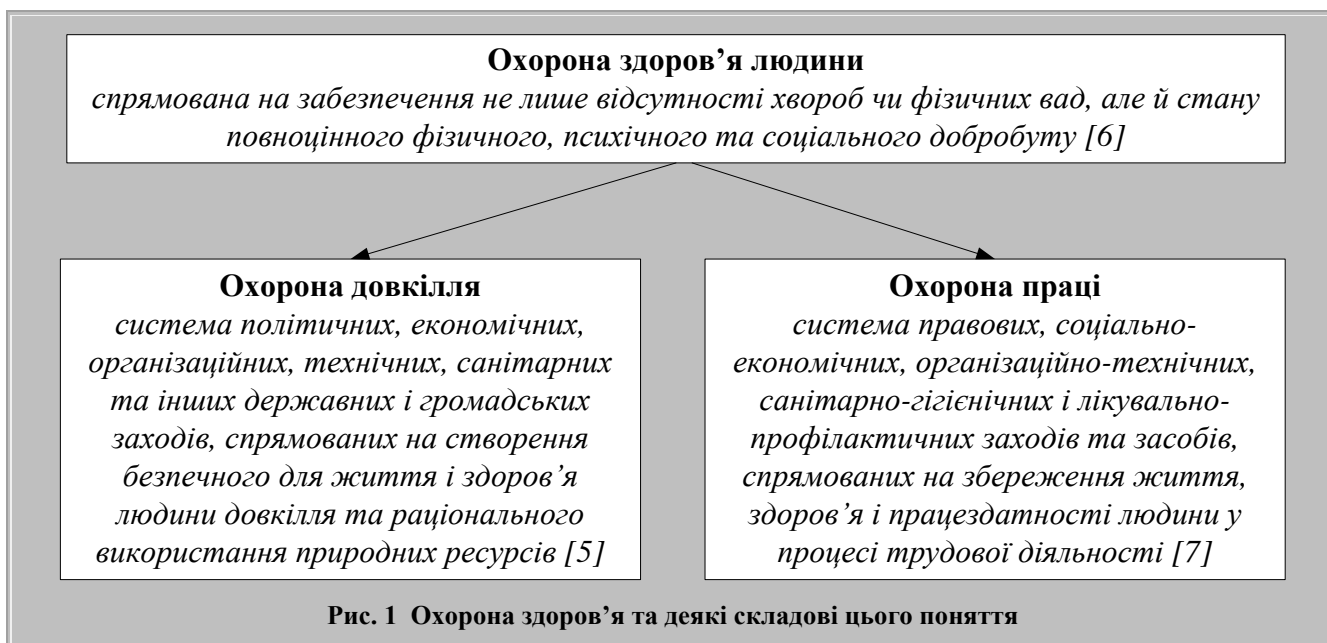 Охорона здоров’я людини
спрямована на забезпечення не лише відсутності хвороб чи фізичних вад, але й стану
повноцінного фізичного, психічного та соціального добробуту [6]
Охорона довкілля
система політичних, економічних,
організаційних, технічних, санітарних
та інших державних і громадських
заходів, спрямованих на створення
безпечного для життя і здоров’я
людини довкілля та раціонального
використання природних ресурсів [5]
Охорона праці
система правових, соціально-
економічних, організаційно-технічних,
санітарно-гігієнічних і лікувально-
профілактичних заходів та засобів,
спрямованих на збереження життя,
здоров’я і працездатності людини у
процесі трудової діяльності [7]
Рис. 1 Охорона здоров’я та деякі складові цього поняття